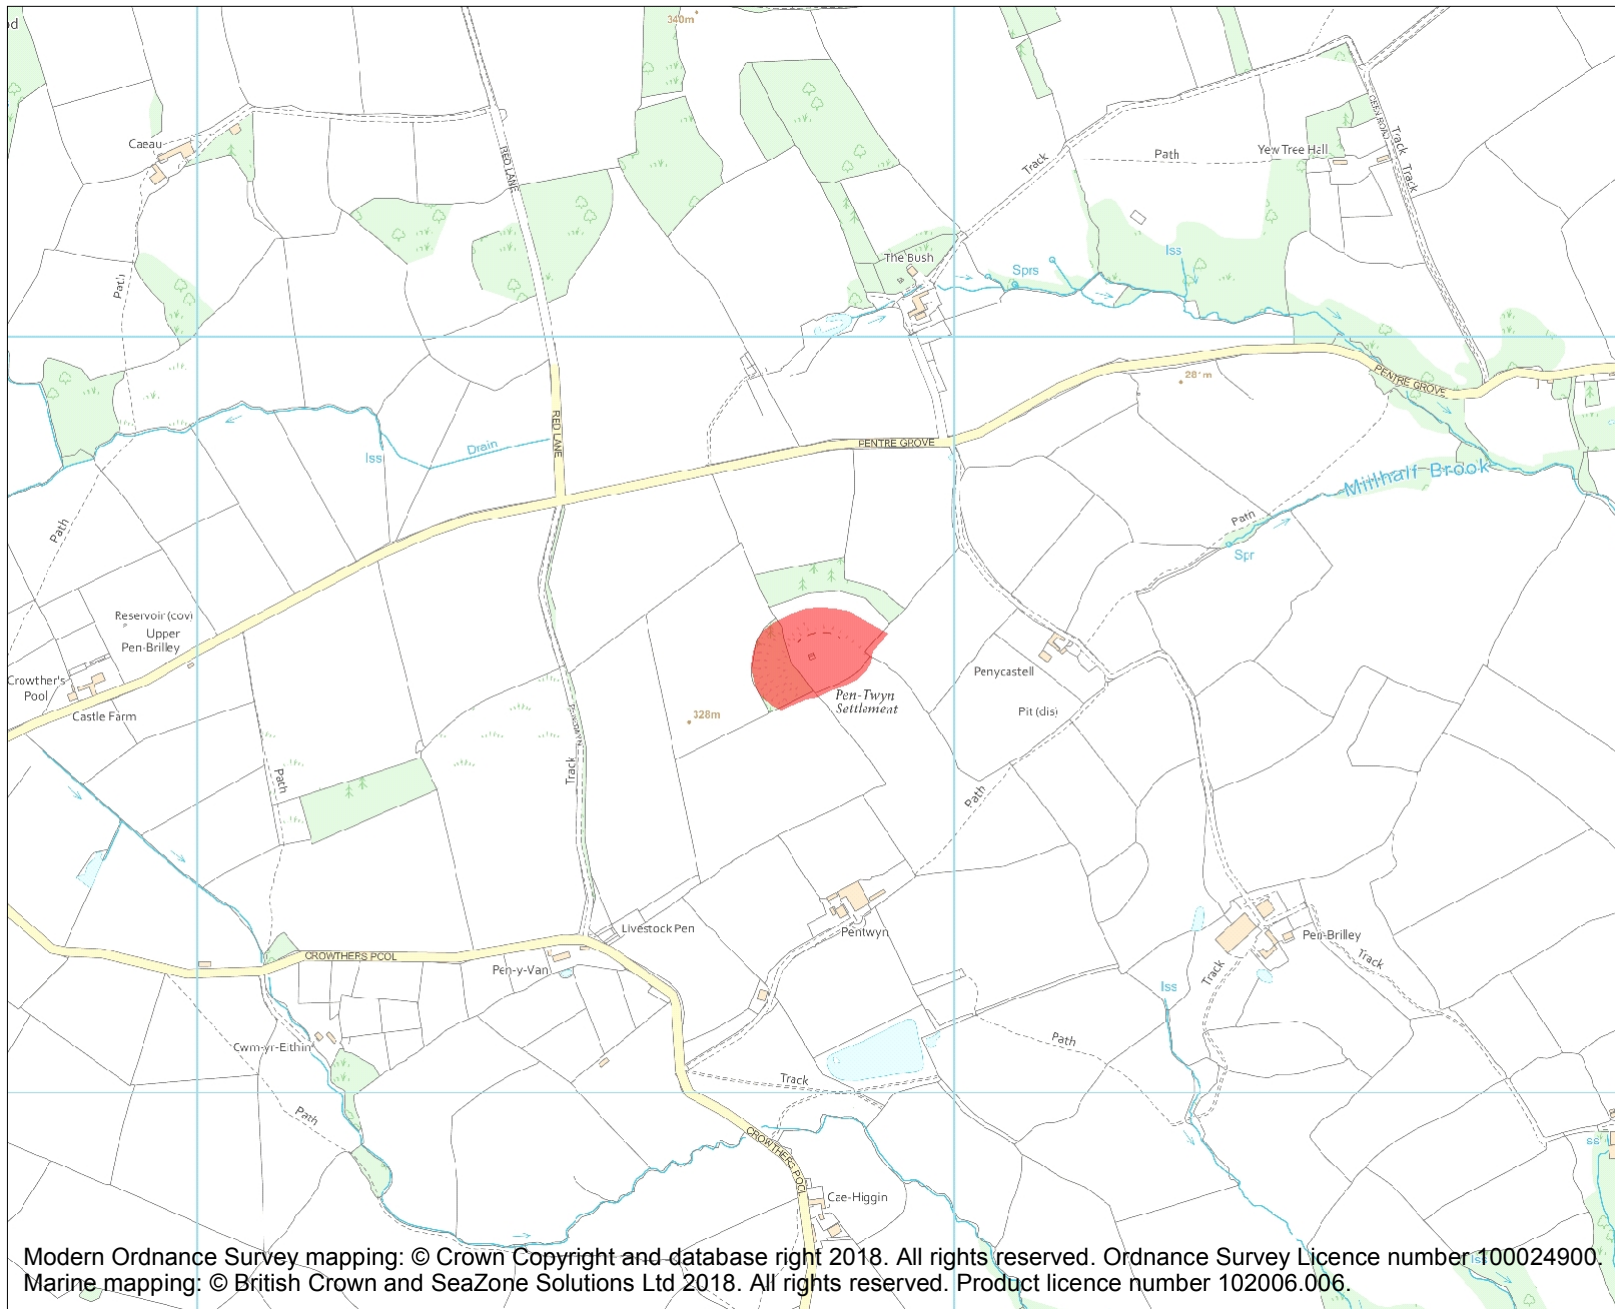 340m
Caeau
RED LANE
Track
Path
Yew Tree Hall
Track
Track
Path
The Bush
Sprs
Iss
PENTRE GROVE
RED LANE
Drain
Iss
PENTRE GROVE
Millhalf Brook
Path
Spr
Path
Reservoir (cov)
Upper
Pen-Brilley
Crowther's
Pool
Castle Farm
Penycastell
Pit (dis)
Pen-Twyn
Settlement
328m
Path
Track
Path
Livestock Pen
Pentwyn
Pen-Brilley
Track
Track
CROWTHERS POOL
Pen-y-Van
Iss
Cwm-yr-Eithin
Path
Track
Path
CROWTHERS POOL
Cae-Higgin
Iss
Modern Ordnance Survey mapping: © Crown Copyright and database right 2018. All rights reserved. Ordnance Survey Licence number 100024900.
Marine mapping: © British Crown and SeaZone Solutions Ltd 2018. All rights reserved. Product licence number 102006.006.